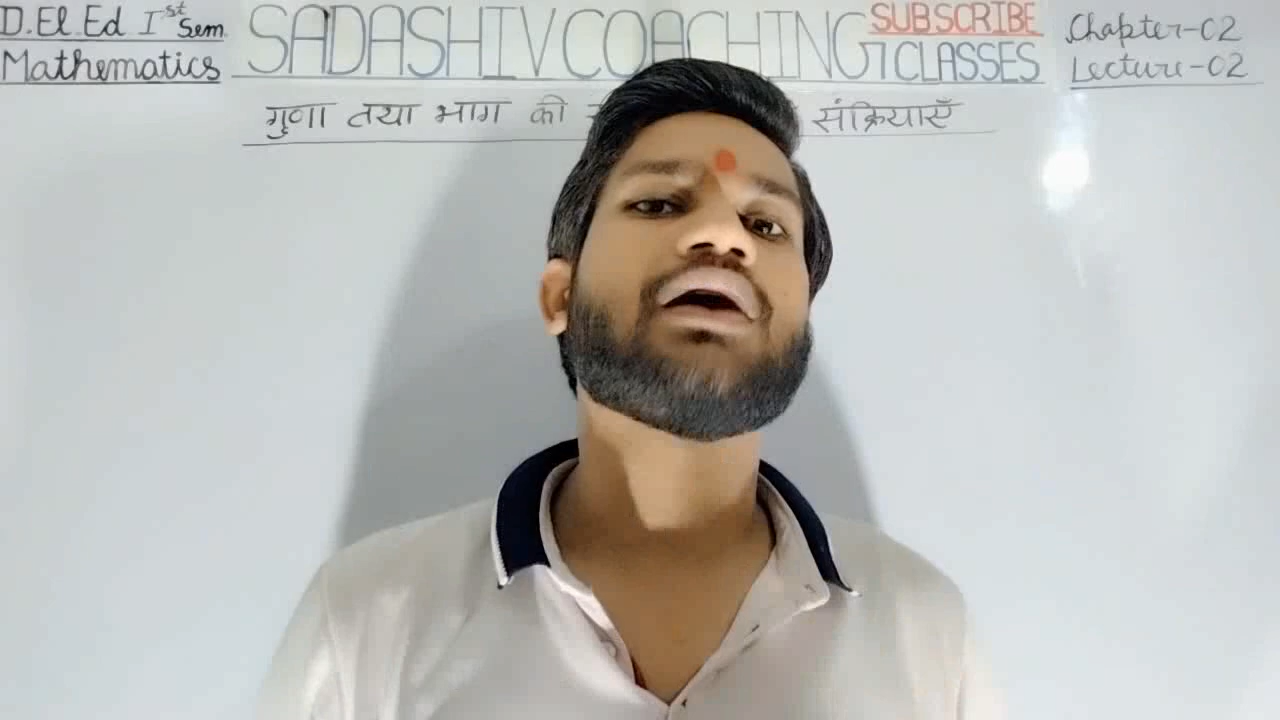 D.El.Ed Ist Sem
Mathematics
SADASHIV COACHING CLASSES
SUBSCRIBE
Chapter-02
Lecture-02
गुणा तथा भाग की संक्रियाएँ